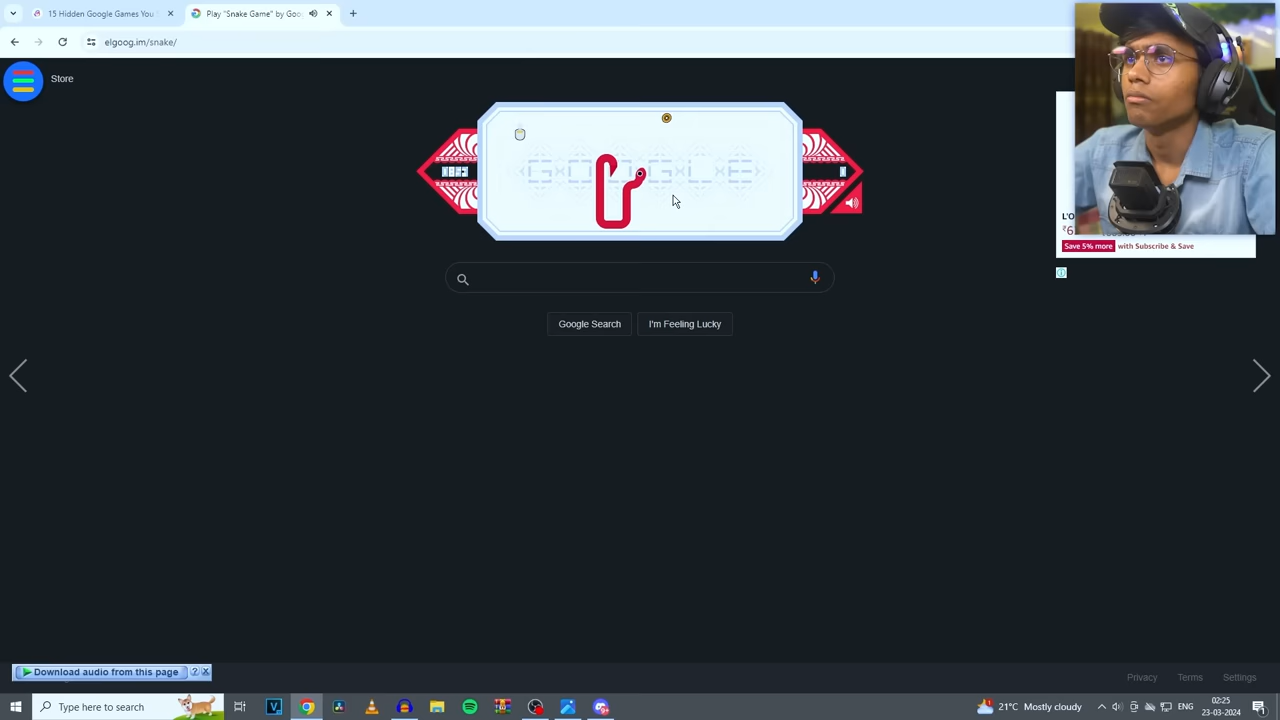 15 Hidden Google Games You S
Play "Snake Game" by Goo
elgoog.im/snake/
Store
GOOGLE
L'O
Save 5% more with Subscribe & Save
Google Search
I'm Feeling Lucky
Download audio from this page
?
X
Privacy
Terms
Settings
Type here to search
21°C Mostly cloudy
ENG
02:25
23-03-2024